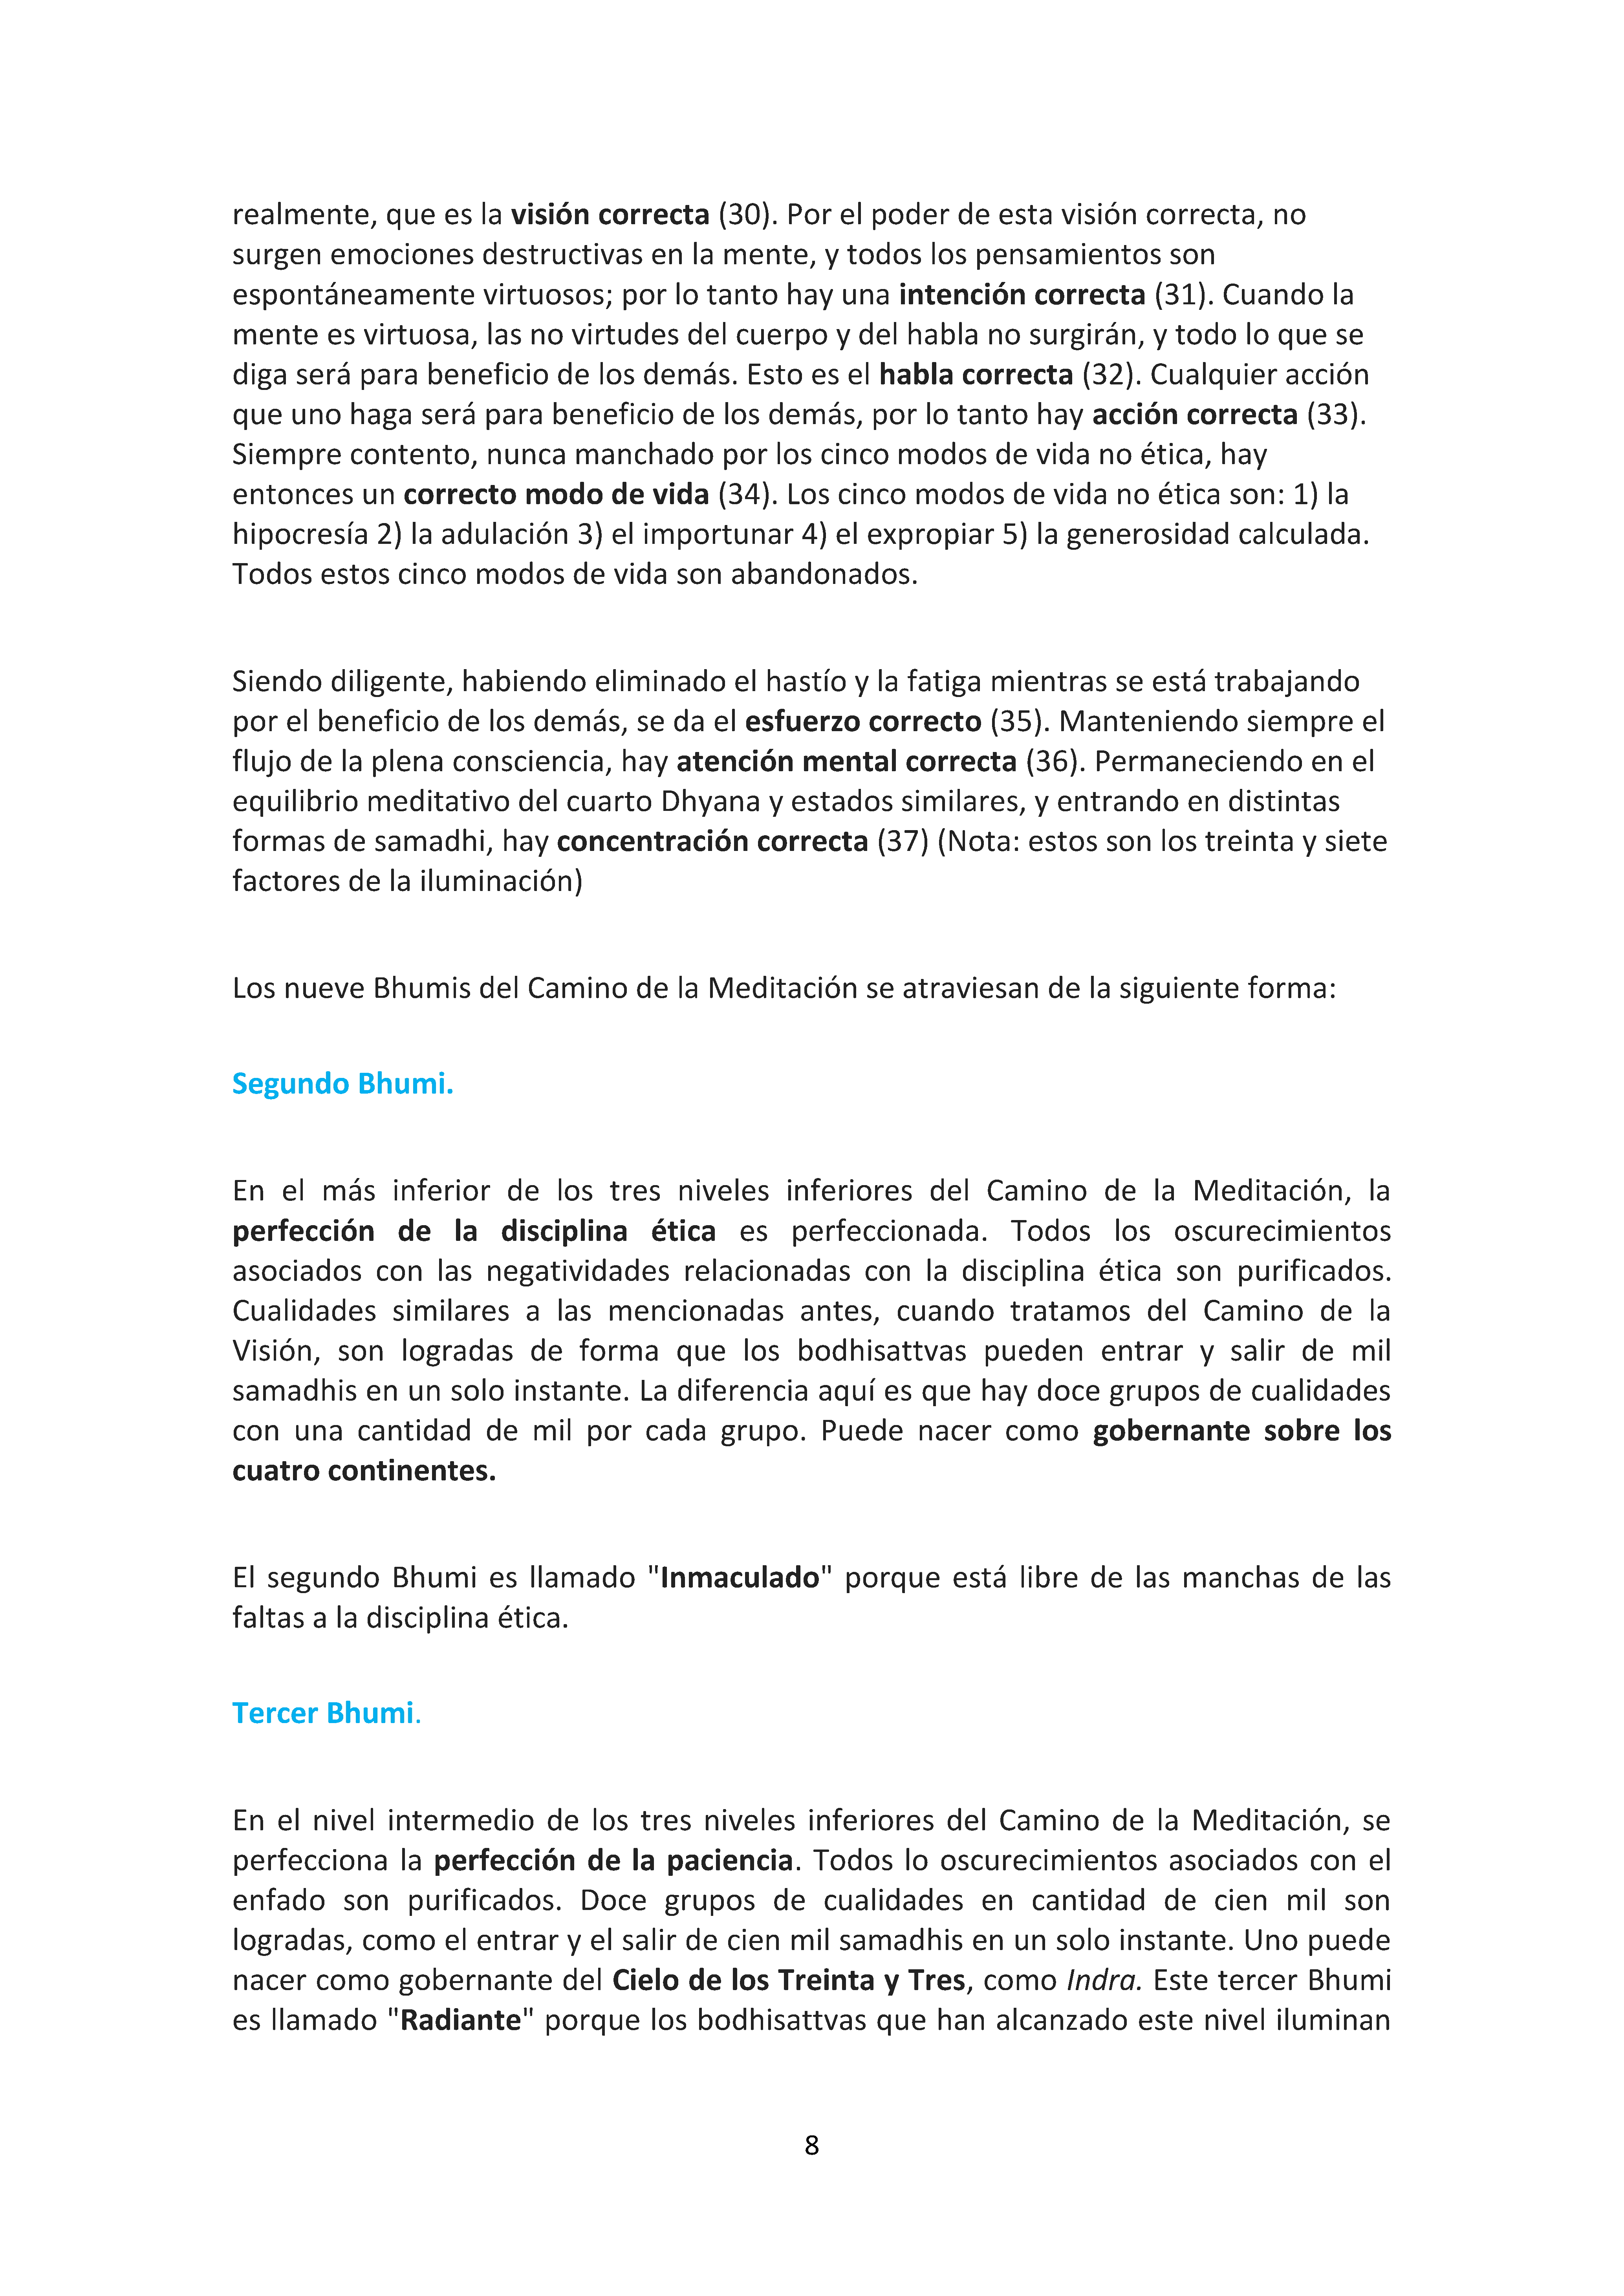 realmente, que es la visión correcta (30). Por el poder de esta visión correcta, no
surgen emociones destructivas en la mente, y todos los pensamientos son
espontáneamente virtuosos; por lo tanto hay una intención correcta (31). Cuando la
mente es virtuosa, las no virtudes del cuerpo y del habla no surgirán, y todo lo que se
diga será para beneficio de los demás. Esto es el habla correcta (32). Cualquier acción
que uno haga será para beneficio de los demás, por lo tanto hay acción correcta (33).
Siempre contento, nunca manchado por los cinco modos de vida no ética, hay
entonces un correcto modo de vida (34). Los cinco modos de vida no ética son: 1) la
hipocresía 2) la adulación 3) el importunar 4) el expropiar 5) la generosidad calculada.
Todos estos cinco modos de vida son abandonados.
Siendo diligente, habiendo eliminado el hastío y la fatiga mientras se está trabajando
por el beneficio de los demás, se da el esfuerzo correcto (35). Manteniendo siempre el
flujo de la plena consciencia, hay atención mental correcta (36). Permaneciendo en el
equilibrio meditativo del cuarto Dhyana y estados similares, y entrando en distintas
formas de samadhi, hay concentración correcta (37) (Nota: estos son los treinta y siete
factores de la iluminación)
Los nueve Bhumis del Camino de la Meditación se atraviesan de la siguiente forma:
Segundo Bhumi.
En el más inferior de los tres niveles inferiores del Camino de la Meditación, la
perfección de la disciplina ética es perfeccionada. Todos los oscurecimientos
asociados con las negatividades relacionadas con la disciplina ética son purificados.
Cualidades similares a las mencionadas antes, cuando tratamos del Camino de la
Visión, son logradas de forma que los bodhisattvas pueden entrar y salir de mil
samadhis en un solo instante. La diferencia aquí es que hay doce grupos de cualidades
con una cantidad de mil por cada grupo. Puede nacer como gobernante sobre los
cuatro continentes.
El segundo Bhumi es llamado "Inmaculado" porque está libre de las manchas de las
faltas a la disciplina ética.
Tercer Bhumi.
En el nivel intermedio de los tres niveles inferiores del Camino de la Meditación, se
perfecciona la perfección de la paciencia. Todos lo oscurecimientos asociados con el
enfado son purificados. Doce grupos de cualidades en cantidad de cien mil son
logradas, como el entrar y el salir de cien mil samadhis en un solo instante. Uno puede
nacer como gobernante del Cielo de los Treinta y Tres, como Indra. Este tercer Bhumi
es llamado "Radiante" porque los bodhisattvas que han alcanzado este nivel iluminan
8